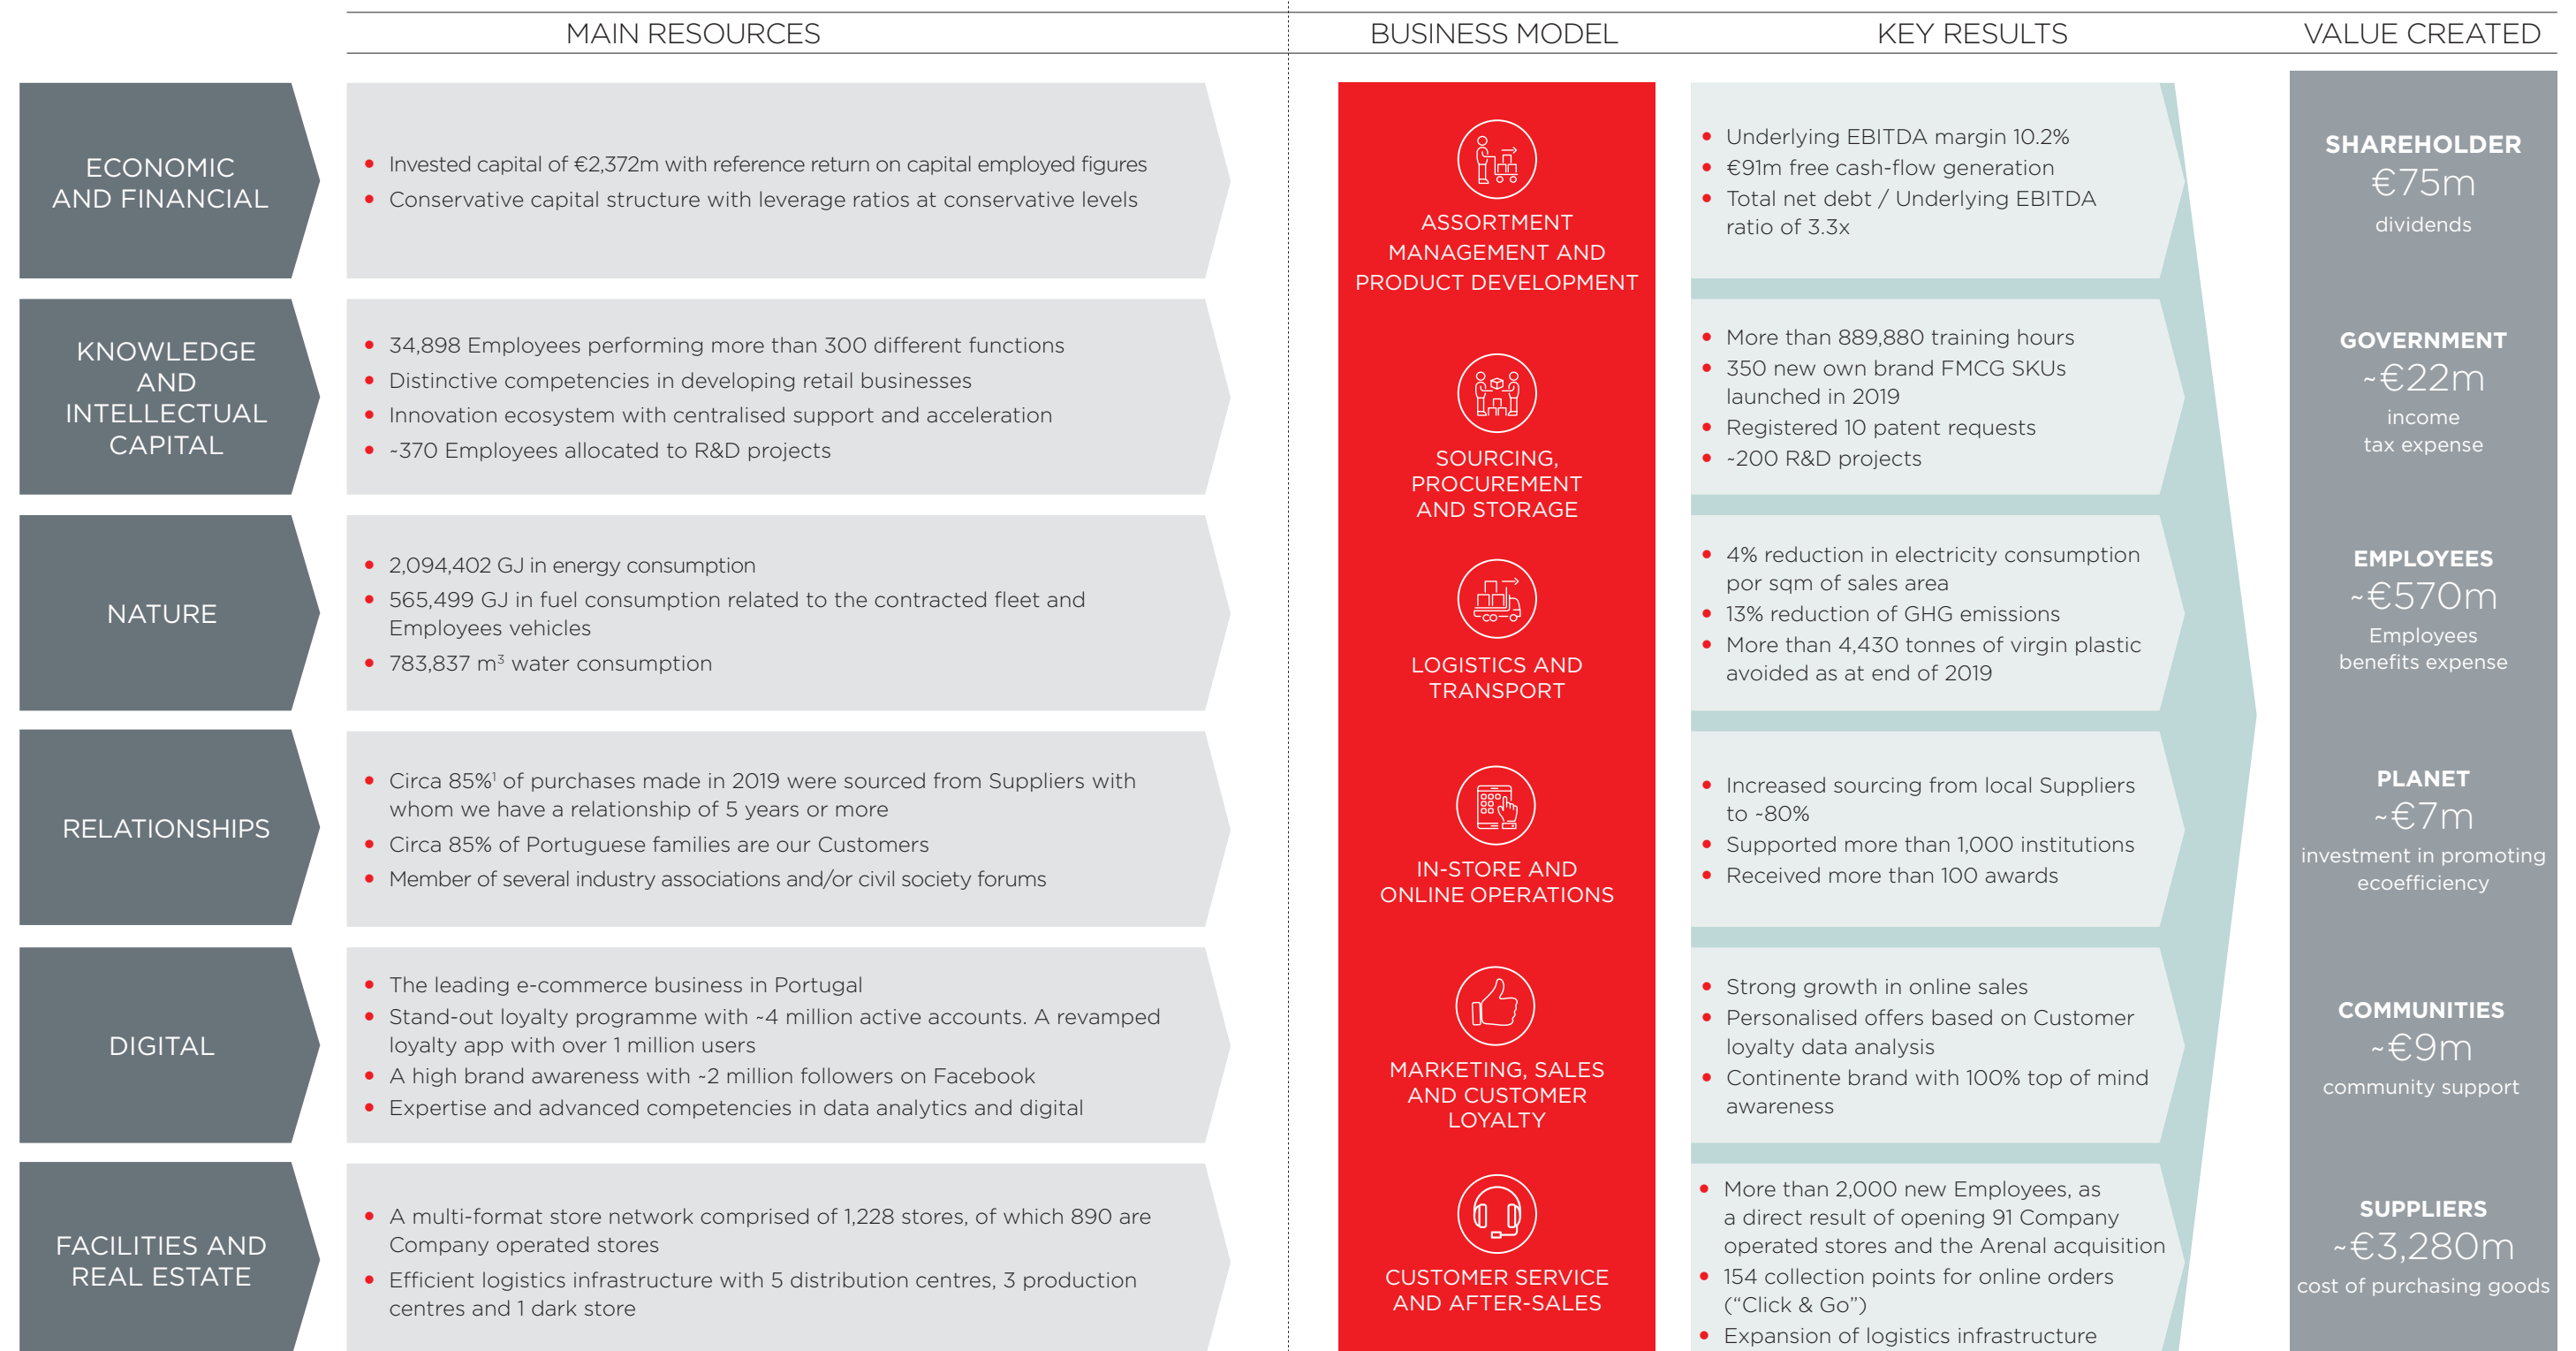 MAIN RESOURCES
BUSINESS MODEL
KEY RESULTS
VALUE CREATED
ECONOMIC
AND FINANCIAL
• Invested capital of €2,372m with reference return on capital employed figures
• Conservative capital structure with leverage ratios at conservative levels
KNOWLEDGE
AND
INTELLECTUAL
CAPITAL
• 34,898 Employees performing more than 300 different functions
• Distinctive competencies in developing retail businesses
• Innovation ecosystem with centralised support and acceleration
• ~370 Employees allocated to R&D projects
NATURE
• 2,094,402 GJ in energy consumption
• 565,499 GJ in fuel consumption related to the contracted fleet and
Employees vehicles
• 783,837 m³ water consumption
RELATIONSHIPS
• Circa 85%¹ of purchases made in 2019 were sourced from Suppliers with
whom we have a relationship of 5 years or more
• Circa 85% of Portuguese families are our Customers
• Member of several industry associations and/or civil society forums
DIGITAL
• The leading e-commerce business in Portugal
• Stand-out loyalty programme with ~4 million active accounts. A revamped
loyalty app with over 1 million users
• A high brand awareness with ~2 million followers on Facebook
• Expertise and advanced competencies in data analytics and digital
FACILITIES AND
REAL ESTATE
• A multi-format store network comprised of 1,228 stores, of which 890 are
Company operated stores
• Efficient logistics infrastructure with 5 distribution centres, 3 production
centres and 1 dark store
ASSORTMENT
MANAGEMENT AND
PRODUCT DEVELOPMENT
SOURCING,
PROCUREMENT
AND STORAGE
LOGISTICS AND
TRANSPORT
IN-STORE AND
ONLINE OPERATIONS
MARKETING, SALES
AND CUSTOMER
LOYALTY
CUSTOMER SERVICE
AND AFTER-SALES
• Underlying EBITDA margin 10.2%
• €91m free cash-flow generation
• Total net debt / Underlying EBITDA
ratio of 3.3x
• More than 889,880 training hours
• 350 new own brand FMCG SKUs
launched in 2019
• Registered 10 patent requests
• ~200 R&D projects
• 4% reduction in electricity consumption
por sqm of sales area
• 13% reduction of GHG emissions
• More than 4,430 tonnes of virgin plastic
avoided as at end of 2019
• Increased sourcing from local Suppliers
to ~80%
• Supported more than 1,000 institutions
• Received more than 100 awards
• Strong growth in online sales
• Personalised offers based on Customer
loyalty data analysis
• Continente brand with 100% top of mind
awareness
• More than 2,000 new Employees, as
a direct result of opening 91 Company
operated stores and the Arenal acquisition
• 154 collection points for online orders
(“Click & Go”)
• Expansion of logistics infrastructure
SHAREHOLDER
€75m
dividends
GOVERNMENT
~€22m
income
tax expense
EMPLOYEES
~€570m
Employees
benefits expense
PLANET
~€7m
investment in promoting
ecoefficiency
COMMUNITIES
~€9m
community support
SUPPLIERS
~€3,280m
cost of purchasing goods